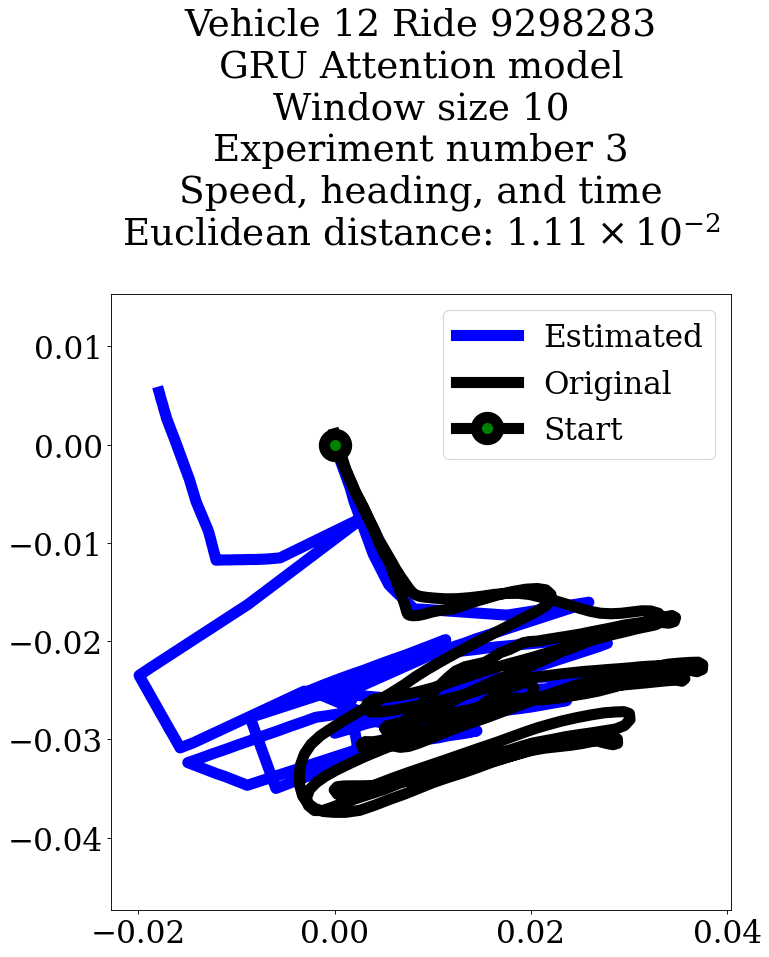 Vehicle 12 Ride 9298283
GRU Attention model
Window size 10
Experiment number 3
Speed, heading, and time
Euclidean distance: 1.11 × 10⁻²
Estimated
Original
Start
0.01
0.00
−0.01
−0.02
−0.03
−0.04
−0.02 0.00 0.02 0.04